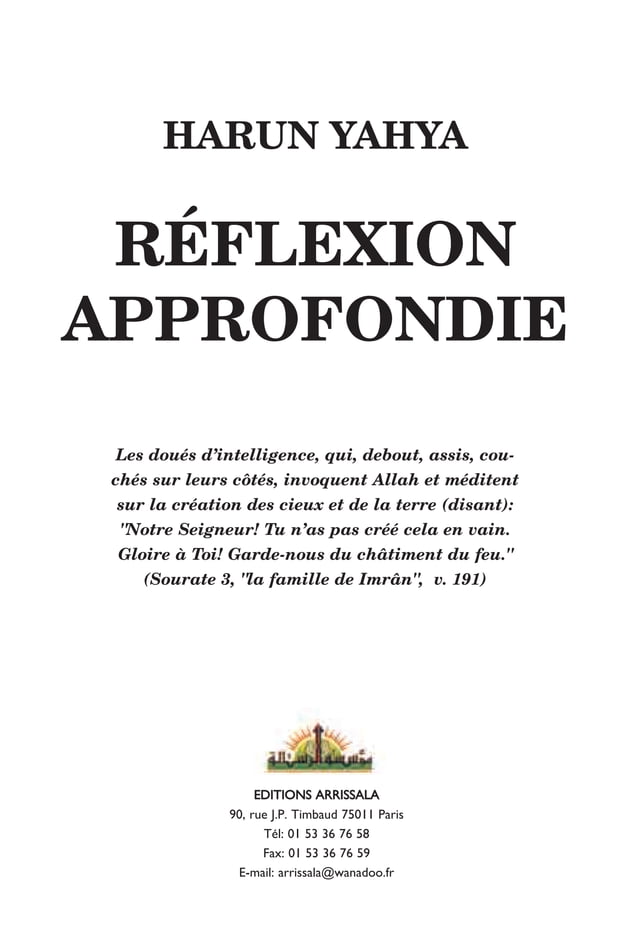 HARUN YAHYA
RÉFLEXION
APPROFONDIE
Les doués d’intelligence, qui, debout, assis, cou-
chés sur leurs côtés, invoquent Allah et méditent
sur la création des cieux et de la terre (disant):
"Notre Seigneur! Tu n’as pas créé cela en vain.
Gloire à Toi! Garde-nous du châtiment du feu."
(Sourate 3, "la famille de Imrân", v. 191)
EDITIONS ARRISSALA
90, rue J.P. Timbaud 75011 Paris
Tél: 01 53 36 76 58
Fax: 01 53 36 76 59
E-mail: arrissala@wanadoo.fr